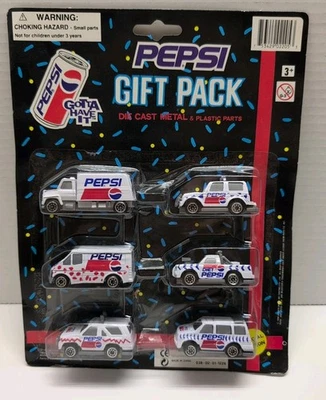 WARNING:
CHOKING HAZARD - Small parts
Not for children under 3 years
PEPSI
GOTTA
HAVE
IT
PEPSI
GIFT PACK
DIE CAST METAL & PLASTIC PARTS
3+
PEPSI
PEPSI
PEPSI
PEPSI